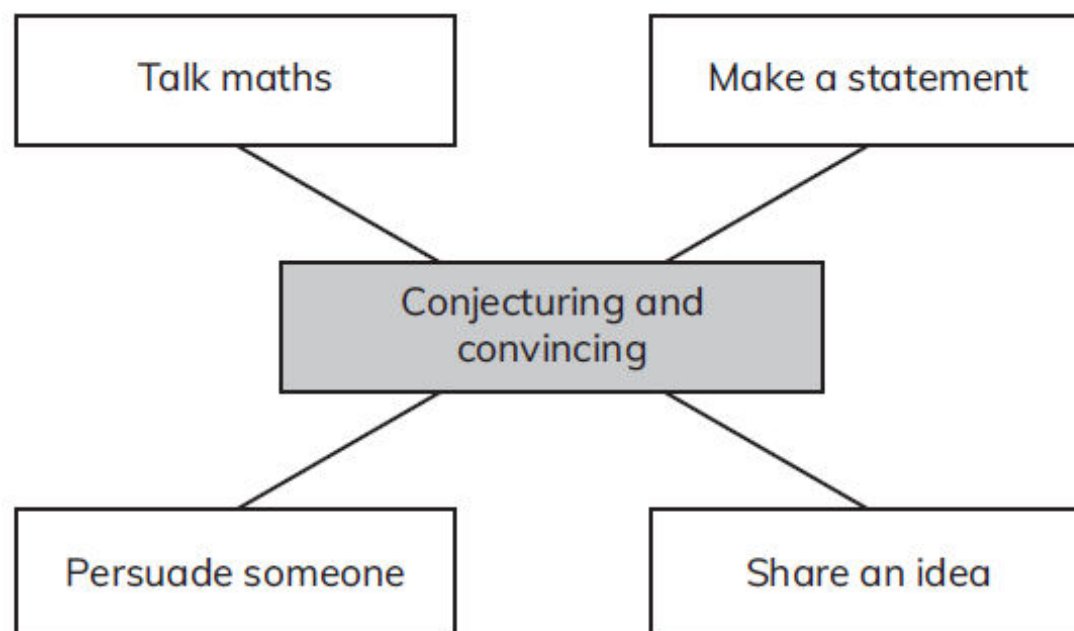 Talk maths
Make a statement
Conjecturing and
convincing
Persuade someone
Share an idea